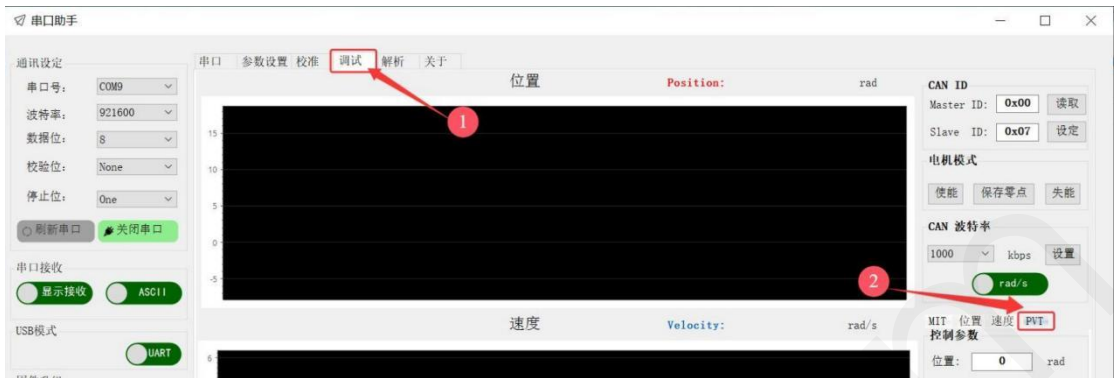 串口助手
通讯设定
串口号: COM9
波特率: 921600
数据位: 8
校验位: None
停止位: One
刷新串口 关闭串口
串口接收
显示接收 ASCII
USB模式
UART
串口 参数设置 校准 调试 解析 关于
1
位置 Position: rad
15
10
5
0
-5
速度 Velocity: rad/s
6
CAN ID
Master ID: 0x00 读取
Slave ID: 0x07 设定
电机模式
使能 保存零点 失能
CAN 波特率
1000 kbps 设置
rad/s
2
MIT 位置 速度 PVT
控制参数
位置: 0 rad